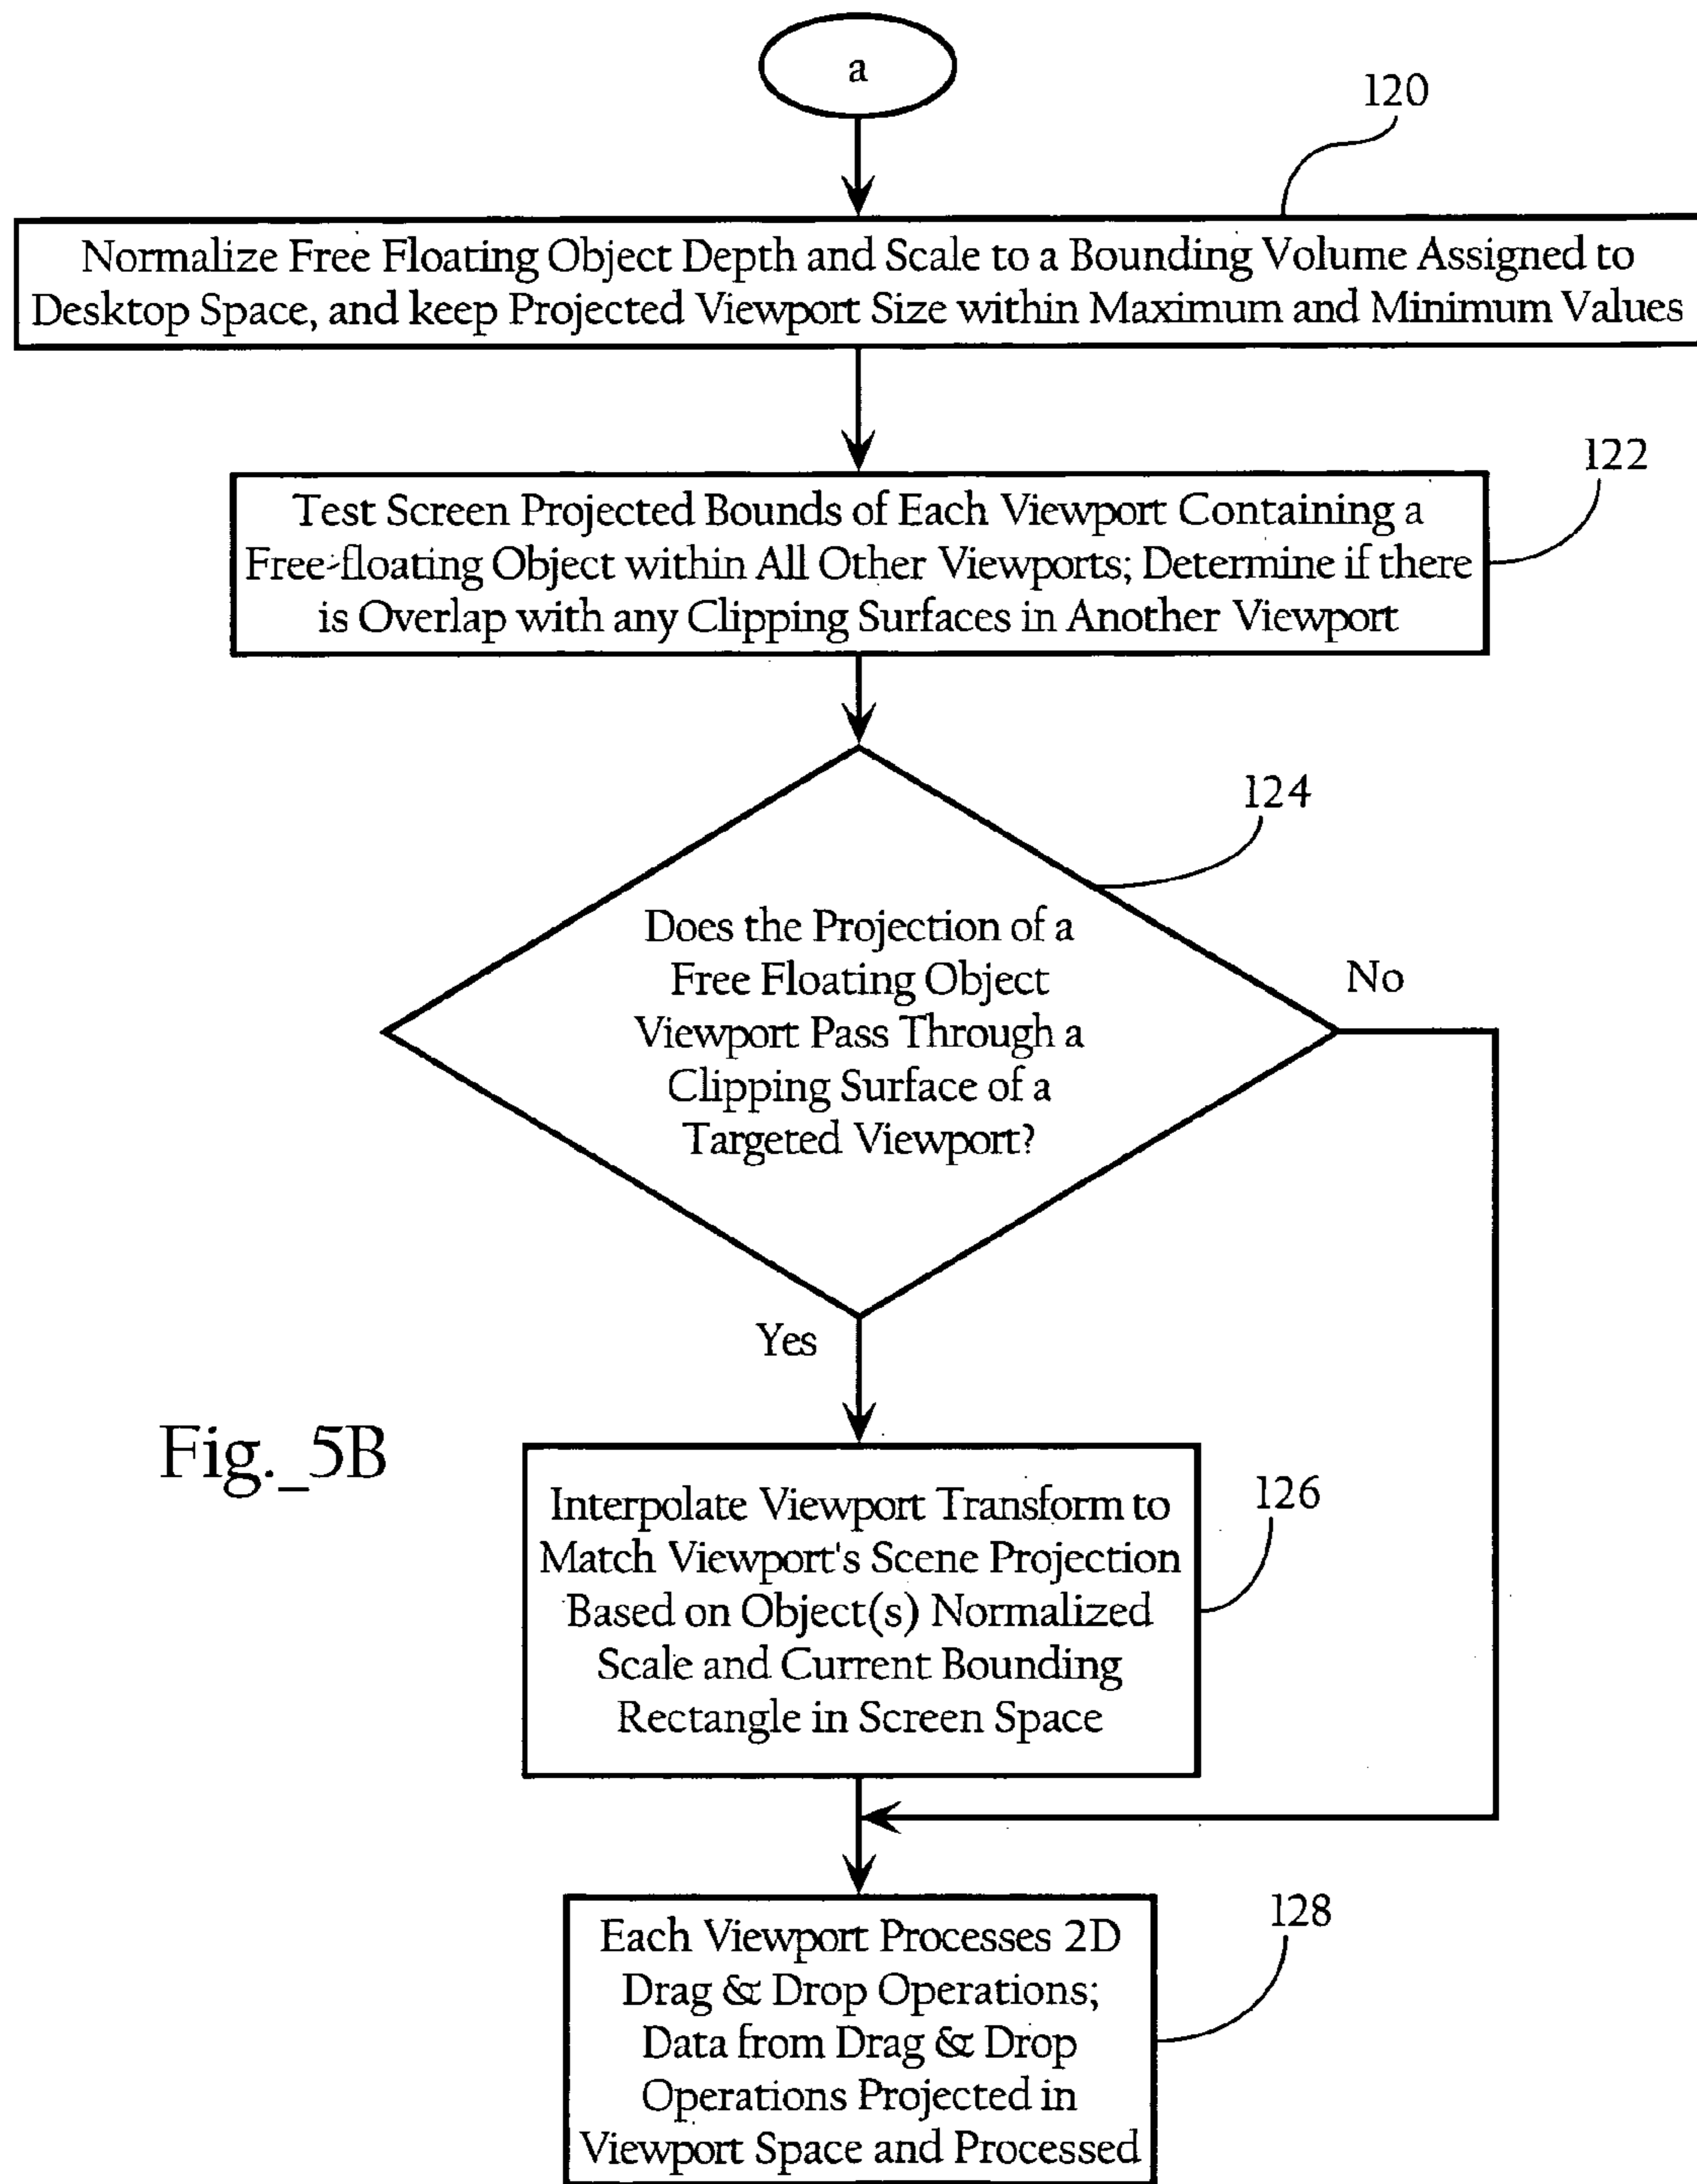 a
120
Normalize Free Floating Object Depth and Scale to a Bounding Volume Assigned to
Desktop Space, and keep Projected Viewport Size within Maximum and Minimum Values
122
Test Screen Projected Bounds of Each Viewport Containing a
Free-floating Object within All Other Viewports; Determine if there
is Overlap with any Clipping Surfaces in Another Viewport
124
Does the Projection of a
Free Floating Object
Viewport Pass Through a
Clipping Surface of a
Targeted Viewport?
No
Yes
Fig._5B
126
Interpolate Viewport Transform to
Match Viewport's Scene Projection
Based on Object(s) Normalized
Scale and Current Bounding
Rectangle in Screen Space
128
Each Viewport Processes 2D
Drag & Drop Operations;
Data from Drag & Drop
Operations Projected in
Viewport Space and Processed